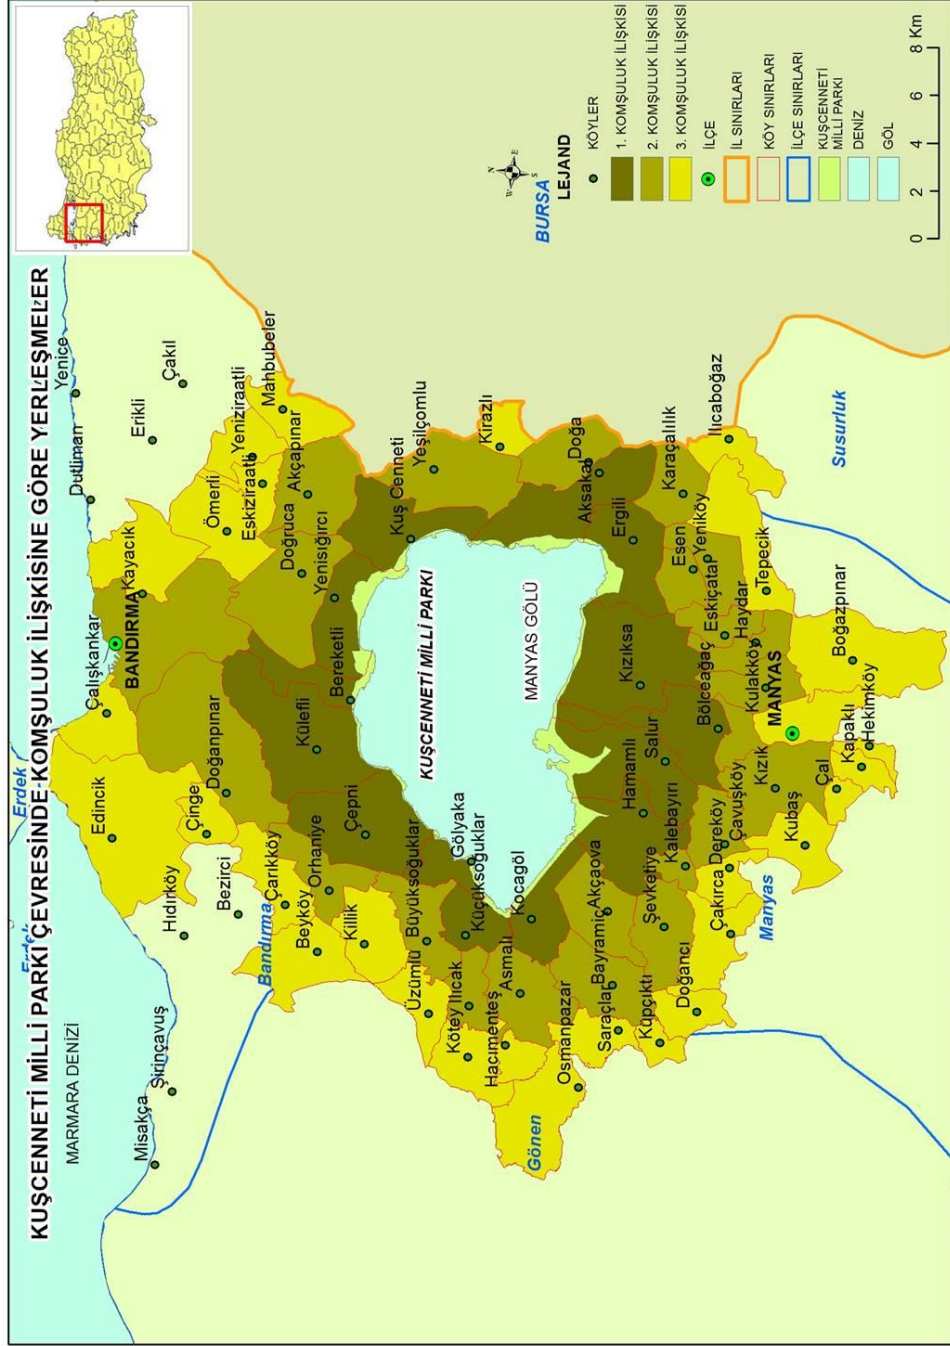 KUŞCENNETİ MİLLİ PARKI ÇEVRESİNDE KOMŞULUK İLİŞKİSİNE GÖRE YERLEŞMELER
MARMARA DENİZİ
Erdek
Misakça
Şirinçavuş
Hıdırköy
Bezirci
Edincik
Çinge
Çalışkankar
BANDIRMA
Kayacık
Dutliman
Yenice
Erikli
Çakıl
Doğanpınar
Ömerli
Eskiziraatlı
Yeniziraatli
Mahbubeler
Bandırma
Çarıkköy
Beyköy
Orhaniye
Killik
Çepni
Külefli
Bereketli
Yenisığırcı
Doğruca
Akçapınar
Kuş Cenneti
Yeşilçomlu
Kirazlı
Üzümlü
Büyüksoğuklar
Gölyaka
Küçüksoğuklar
KUŞCENNETİ MİLLİ PARKI
MANYAS GÖLÜ
Kötey
Ilıcak
Hacımenteş
Asmalı
Kocagöl
Gönen
Osmanpazar
Saraçlar
Bayramiç
Akçaova
Aksakal
Doğa
Ergili
Küpçıktı
Doğancı
Şevketiye
Hamamlı
Salur
Kızıksa
Kalebayırı
Bölceağaç
Esen
Yeniköy
Karaçalılık
Ilıcaboğaz
Çakırca
Dereköy
Çavuşköy
Kızık
Kulakköy
Eskiçatal
Haydar
Tepecik
MANYAS
Manyas
Kubaş
Çal
Kapaklı
Hekimköy
Boğazpınar
Susurluk
BURSA
N
W
E
S
LEJAND
KÖYLER
1. KOMŞULUK İLİŞKİSİ
2. KOMŞULUK İLİŞKİSİ
3. KOMŞULUK İLİŞKİSİ
İLÇE
İL SINIRLARI
KÖY SINIRLARI
İLÇE SINIRLARI
KUŞCENNETİ
MİLLİ PARKI
DENİZ
GÖL
0 2 4 6 8 Km